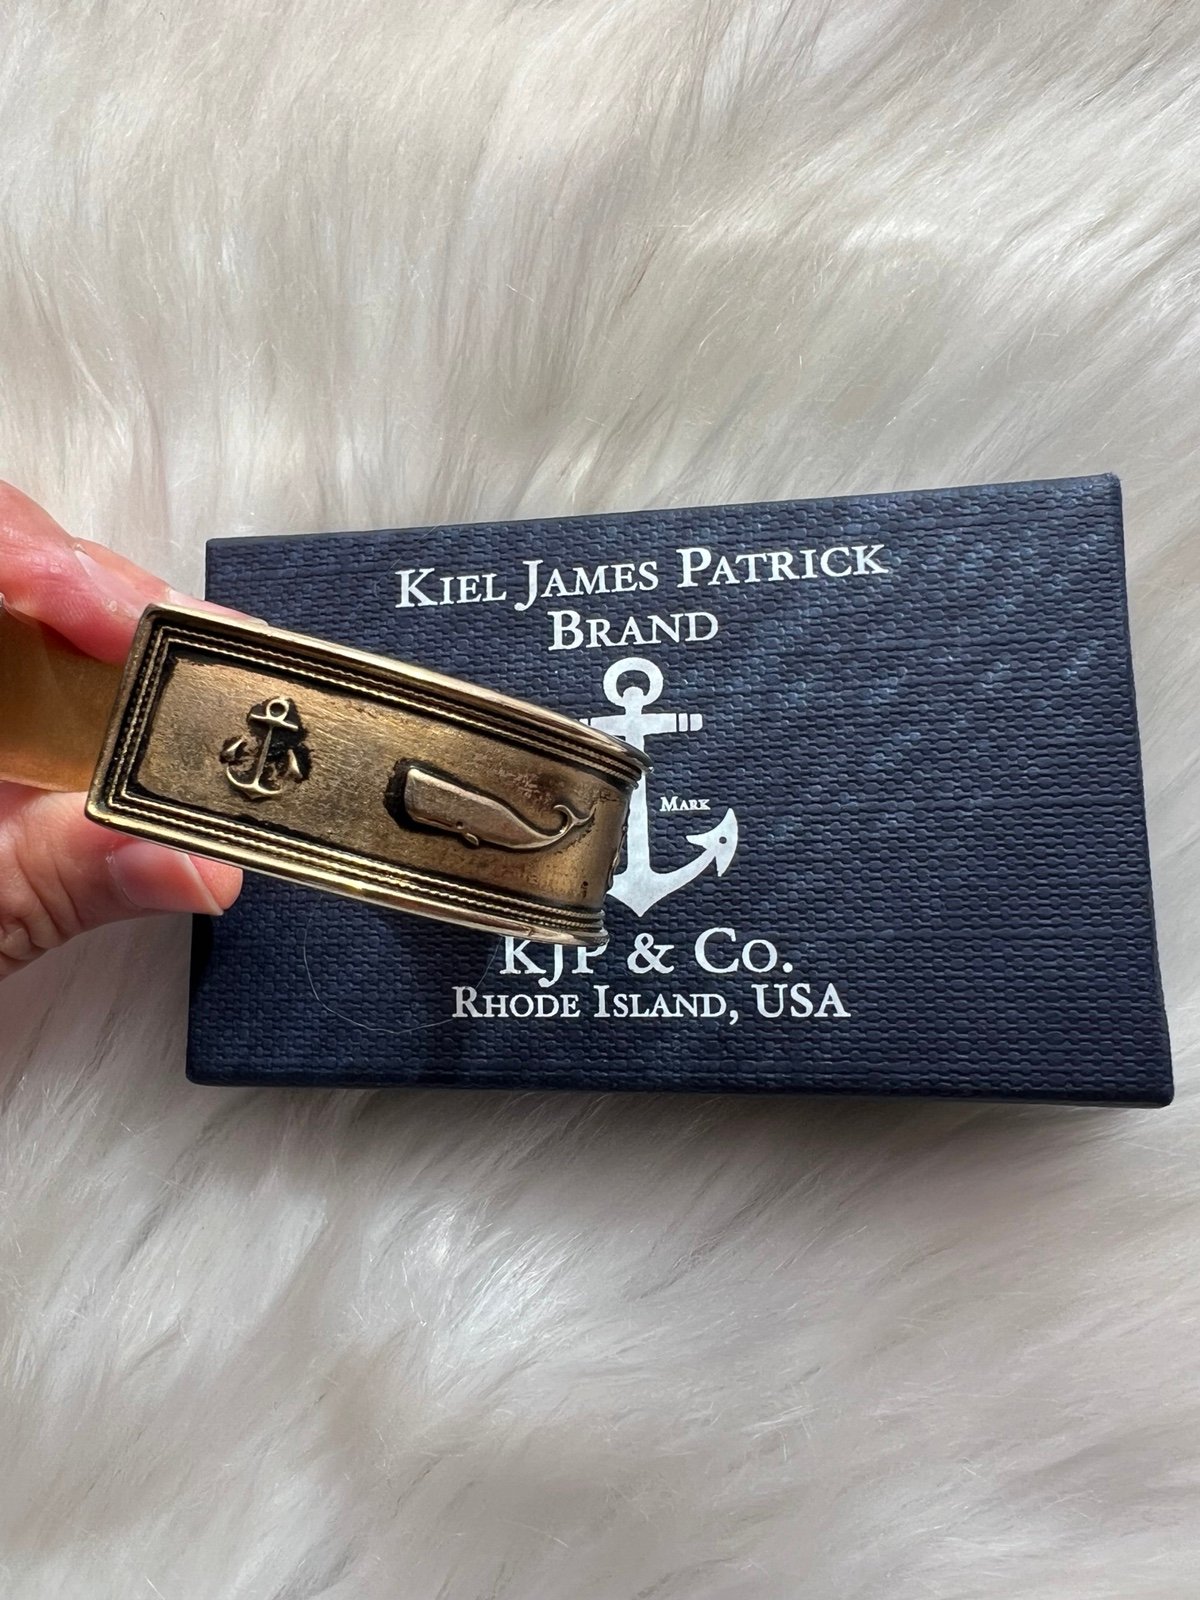 Kiel James Patrick
Brand
Mark
KJP & Co.
Rhode Island, USA